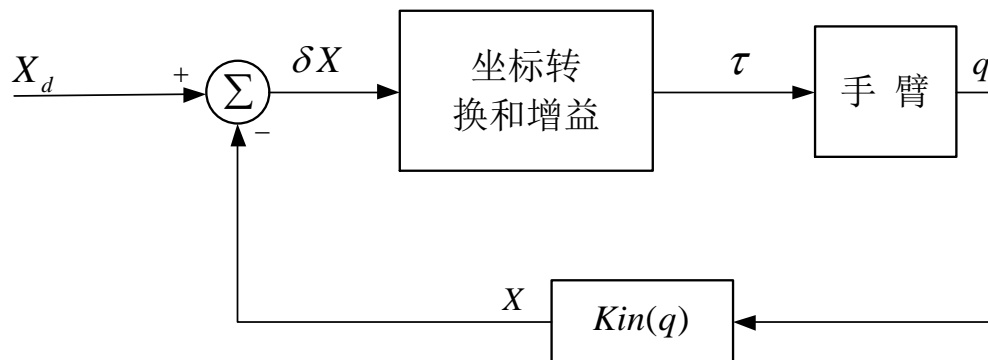 X_d
+
Σ
−
δX
坐标转
换和增益
τ
手 臂
q
X
Kin(q)